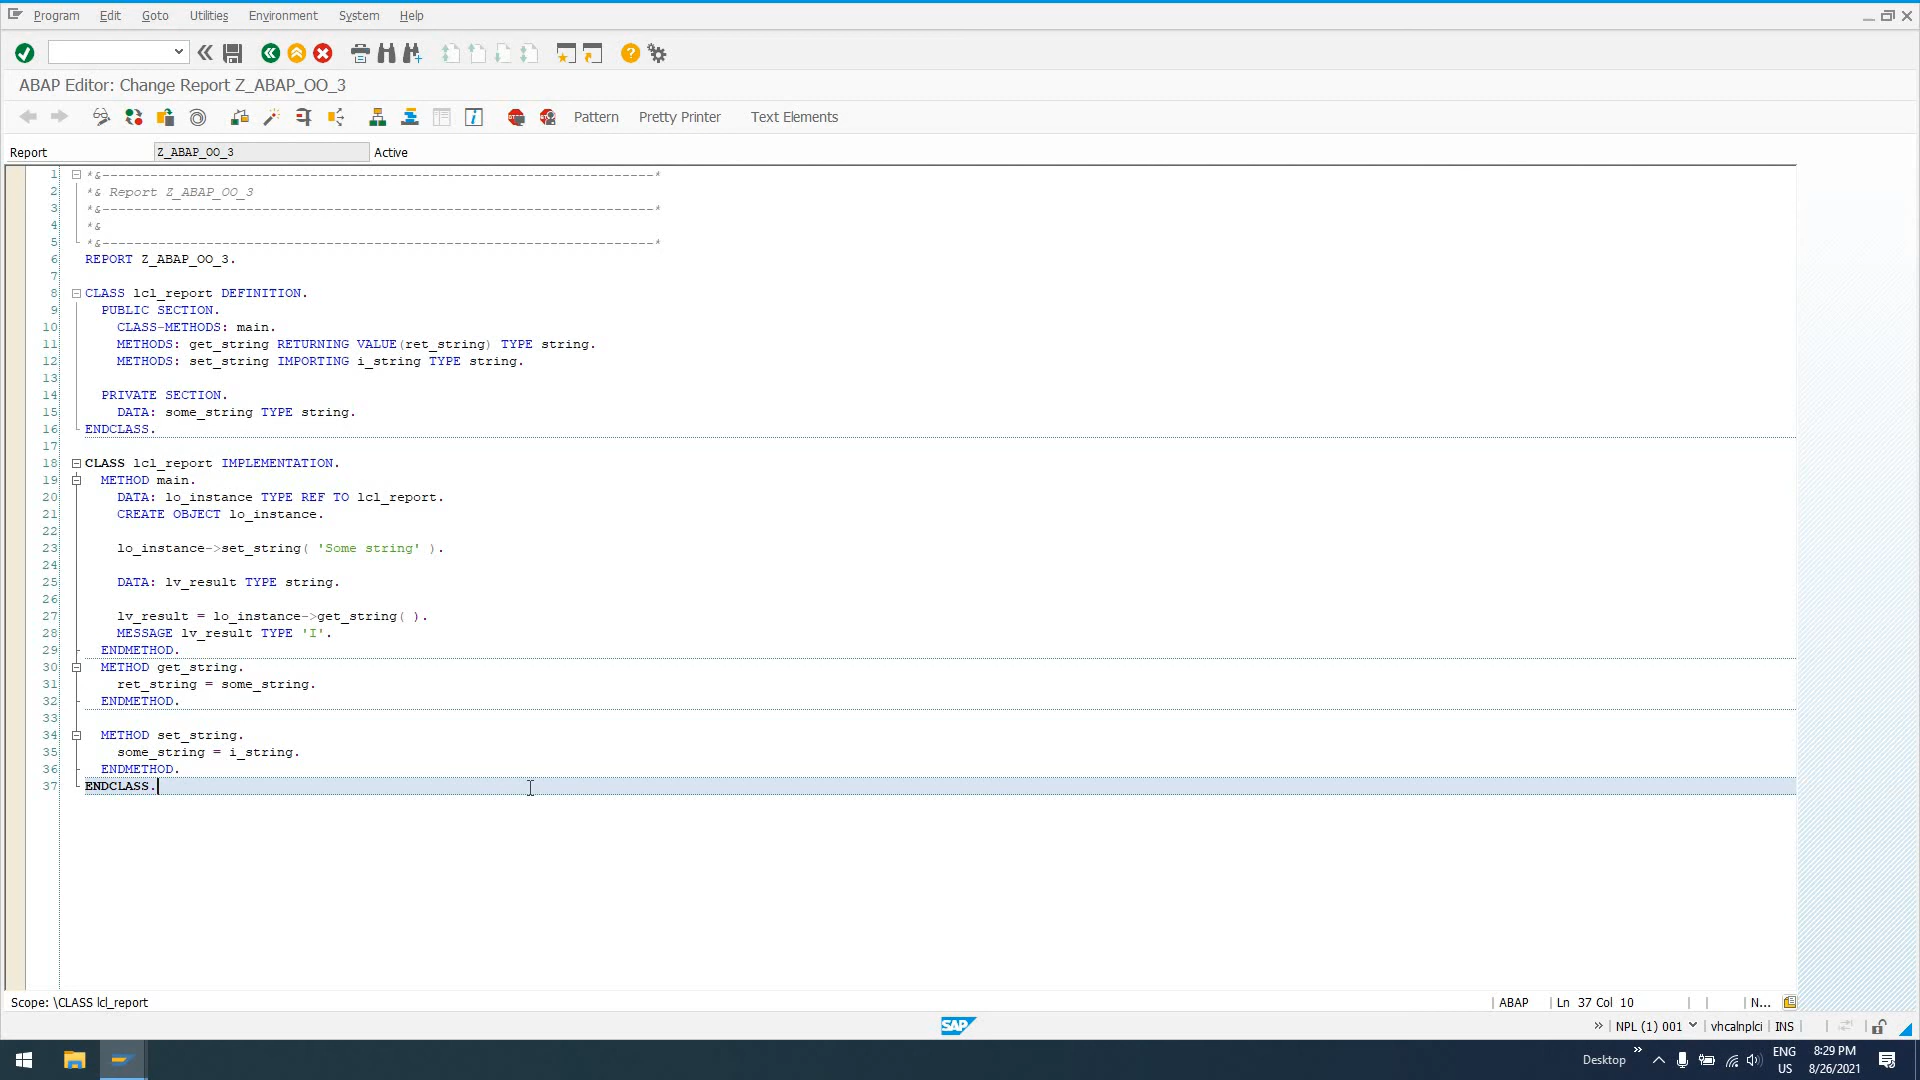 Program Edit Goto Utilities Environment System Help
ABAP Editor: Change Report Z_ABAP_OO_3
Pattern Pretty Printer Text Elements
Report Z_ABAP_OO_3 Active
1 *&---------------------------------------------------------------------*
2 *& Report Z_ABAP_OO_3
3 *&---------------------------------------------------------------------*
4 *&
5 *&---------------------------------------------------------------------*
6 REPORT Z_ABAP_OO_3.
7
8 CLASS lcl_report DEFINITION.
9 PUBLIC SECTION.
10 CLASS-METHODS: main.
11 METHODS: get_string RETURNING VALUE(ret_string) TYPE string.
12 METHODS: set_string IMPORTING i_string TYPE string.
13
14 PRIVATE SECTION.
15 DATA: some_string TYPE string.
16 ENDCLASS.
17
18 CLASS lcl_report IMPLEMENTATION.
19 METHOD main.
20 DATA: lo_instance TYPE REF TO lcl_report.
21 CREATE OBJECT lo_instance.
22
23 lo_instance->set_string( 'Some string' ).
24
25 DATA: lv_result TYPE string.
26
27 lv_result = lo_instance->get_string( ).
28 MESSAGE lv_result TYPE 'I'.
29 ENDMETHOD.
30 METHOD get_string.
31 ret_string = some_string.
32 ENDMETHOD.
33
34 METHOD set_string.
35 some_string = i_string.
36 ENDMETHOD.
37 ENDCLASS.
Scope: \CLASS lcl_report ABAP Ln 37 Col 10 N...
SAP NPL (1) 001 vhcalnplci INS
Desktop ENG US 8:29 PM 8/26/2021